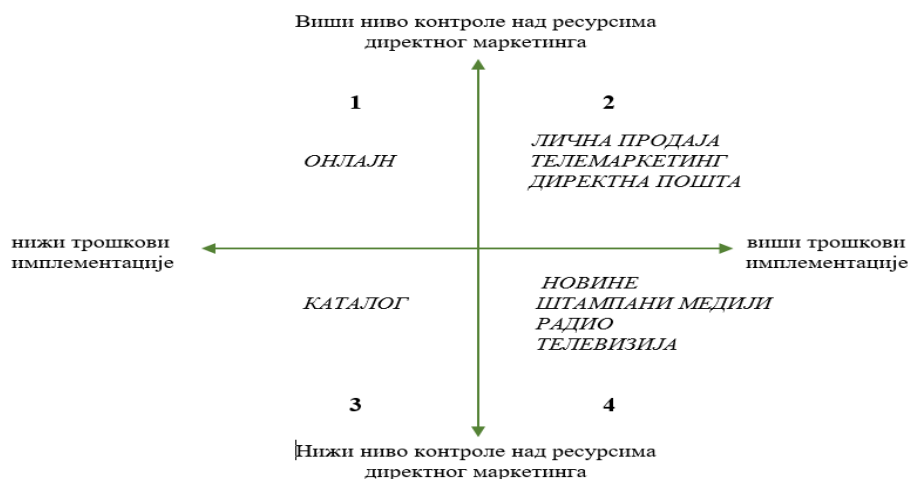 Виши ниво контроле над ресурсима
директног маркетинга
1
2
ОНЛАЈН
ЛИЧНА ПРОДАЈА
ТЕЛЕМАРКЕТИНГ
ДИРЕКТНА ПОШТА
нижи трошкови
имплементације
виши трошкови
имплементације
КАТАЛОГ
НОВИНЕ
ШТАМПАНИ МЕДИЈИ
РАДИО
ТЕЛЕВИЗИЈА
3
4
Нижи ниво контроле над ресурсима
директног маркетинга